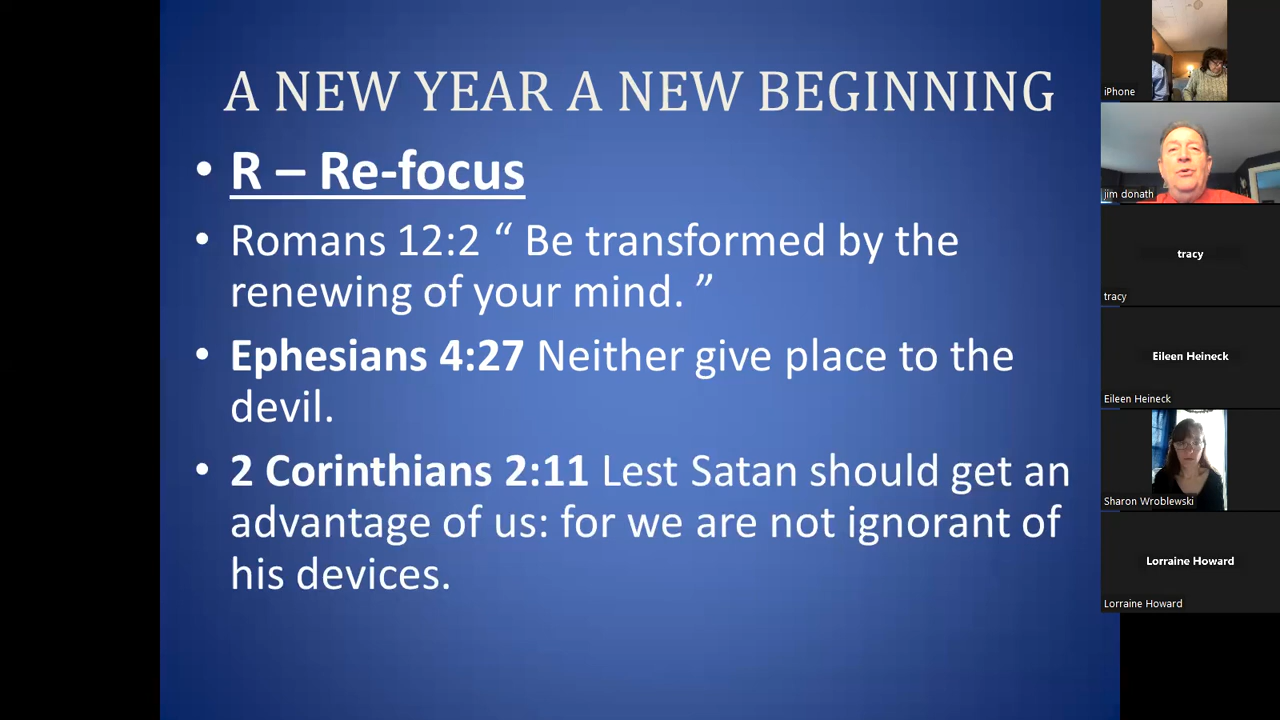 A NEW YEAR A NEW BEGINNING
• R – Re-focus
• Romans 12:2 “ Be transformed by the
renewing of your mind. ”
• Ephesians 4:27 Neither give place to the
devil.
• 2 Corinthians 2:11 Lest Satan should get an
advantage of us: for we are not ignorant of
his devices.
iPhone
jim donath
tracy
tracy
Eileen Heineck
Eileen Heineck
Sharon Wroblewski
Lorraine Howard
Lorraine Howard